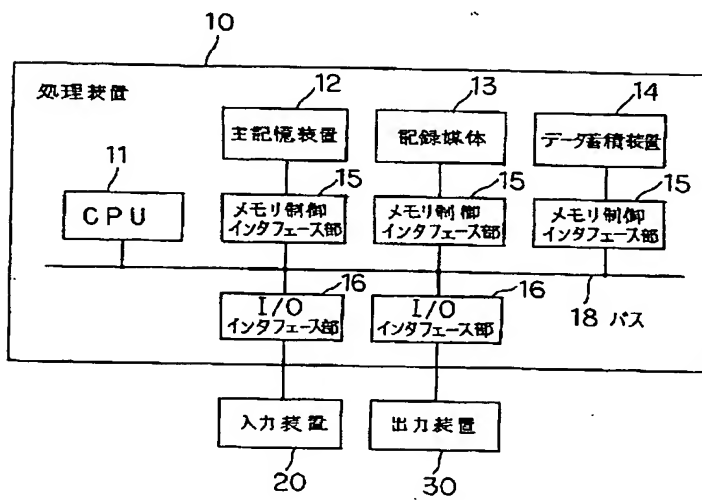 10
処理装置
12
13
14
主記憶装置
記録媒体
データ蓄積装置
11
15
15
15
CPU
メモリ制御
インタフェース部
メモリ制御
インタフェース部
メモリ制御
インタフェース部
16
16
I/O
インタフェース部
I/O
インタフェース部
18 バス
入力装置
出力装置
20
30